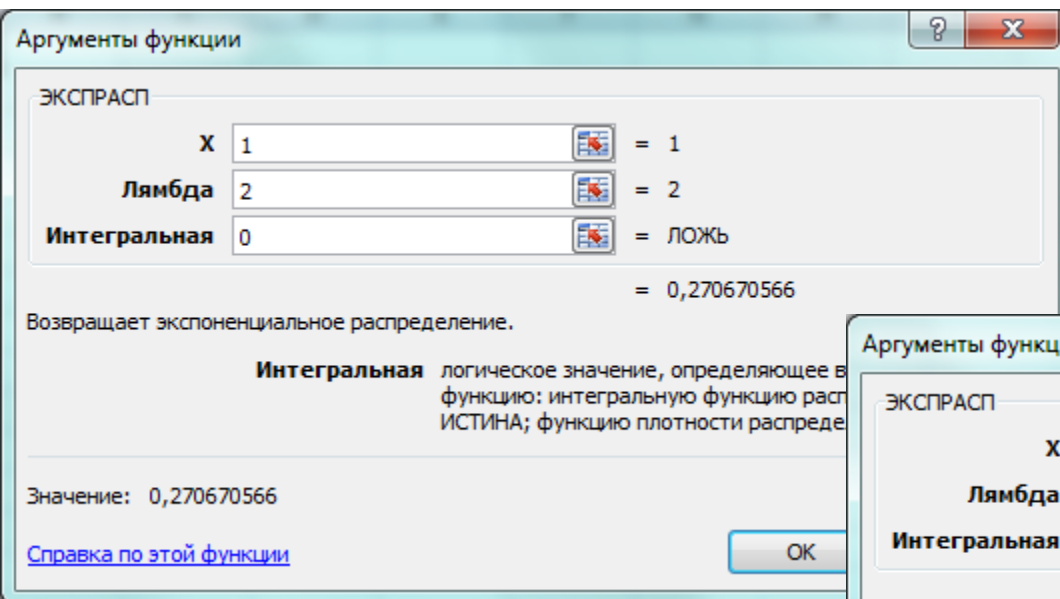 Аргументы функции
ЭКСПРАСП
X 1 = 1
Лямбда 2 = 2
Интегральная 0 = ЛОЖЬ
= 0,270670566
Возвращает экспоненциальное распределение.
Интегральная логическое значение, определяющее в
функцию: интегральную функцию расп
ИСТИНА; функцию плотности распреде
Значение: 0,270670566
Справка по этой функции
OK
Аргументы функц
ЭКСПРАСП
X
Лямбда
Интегральная